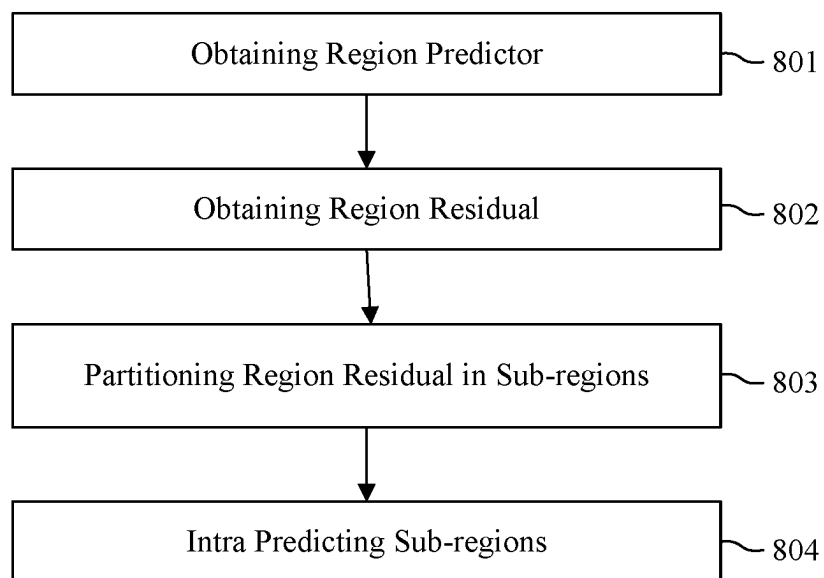 Obtaining Region Predictor
801
Obtaining Region Residual
802
Partitioning Region Residual in Sub-regions
803
Intra Predicting Sub-regions
804